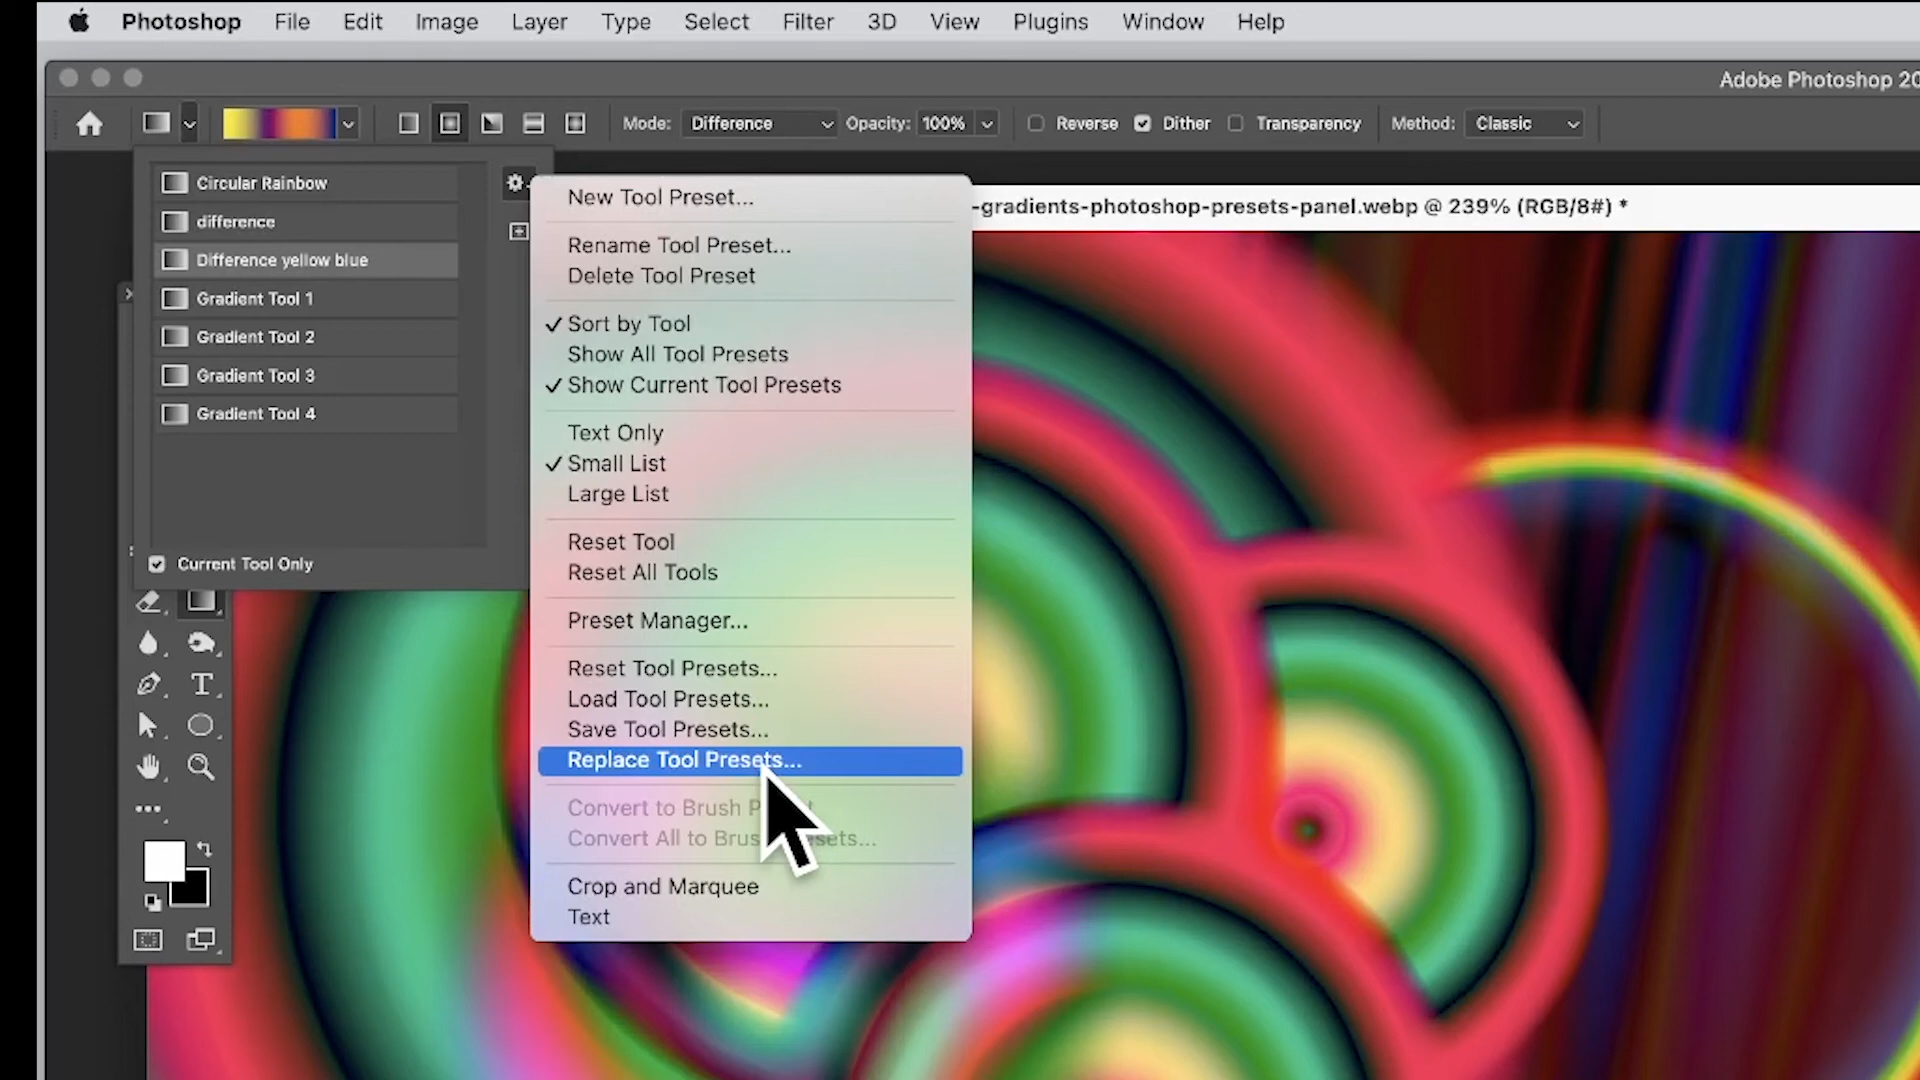 Photoshop File Edit Image Layer Type Select Filter 3D View Plugins Window Help
Adobe Photoshop 20
Mode: Difference Opacity: 100% Reverse Dither Transparency Method: Classic
-gradients-photoshop-presets-panel.webp @ 239% (RGB/8#) *
Circular Rainbow
difference
Difference yellow blue
Gradient Tool 1
Gradient Tool 2
Gradient Tool 3
Gradient Tool 4
Current Tool Only
New Tool Preset...
Rename Tool Preset...
Delete Tool Preset
Sort by Tool
Show All Tool Presets
Show Current Tool Presets
Text Only
Small List
Large List
Reset Tool
Reset All Tools
Preset Manager...
Reset Tool Presets...
Load Tool Presets...
Save Tool Presets...
Replace Tool Presets...
Convert to Brush
Convert All to
Crop and Marquee
Text